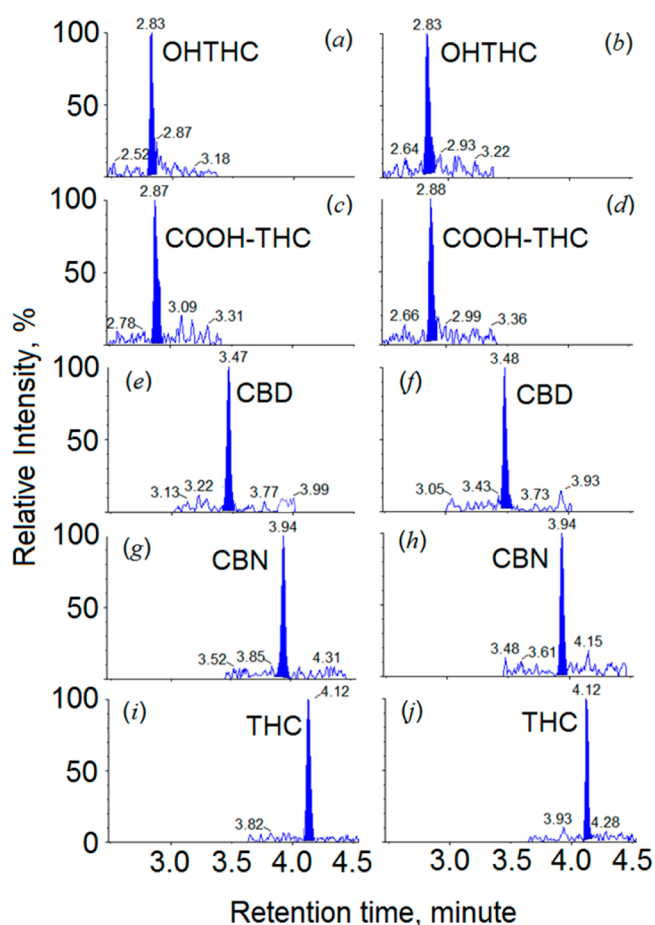 2.83
100
OHTHC
(a)
50
2.87
2.52
3.18
2.83
OHTHC
(b)
2.64
2.93
3.22
2.87
100
COOH-THC
(c)
50
2.78
3.09
3.31
2.88
COOH-THC
(d)
2.66
2.99
3.36
3.47
100
(e)
CBD
50
3.13
3.22
3.77
3.99
3.48
(f)
CBD
3.05
3.43
3.73
3.93
3.94
100
(g)
CBN
50
3.52
3.85
4.31
3.94
(h)
CBN
3.48
3.61
4.15
4.12
100
(i)
THC
50
3.82
0
4.12
(j)
THC
3.93
4.28
3.0 3.5 4.0 4.5
3.0 3.5 4.0 4.5
Relative Intensity, %
Retention time, minute